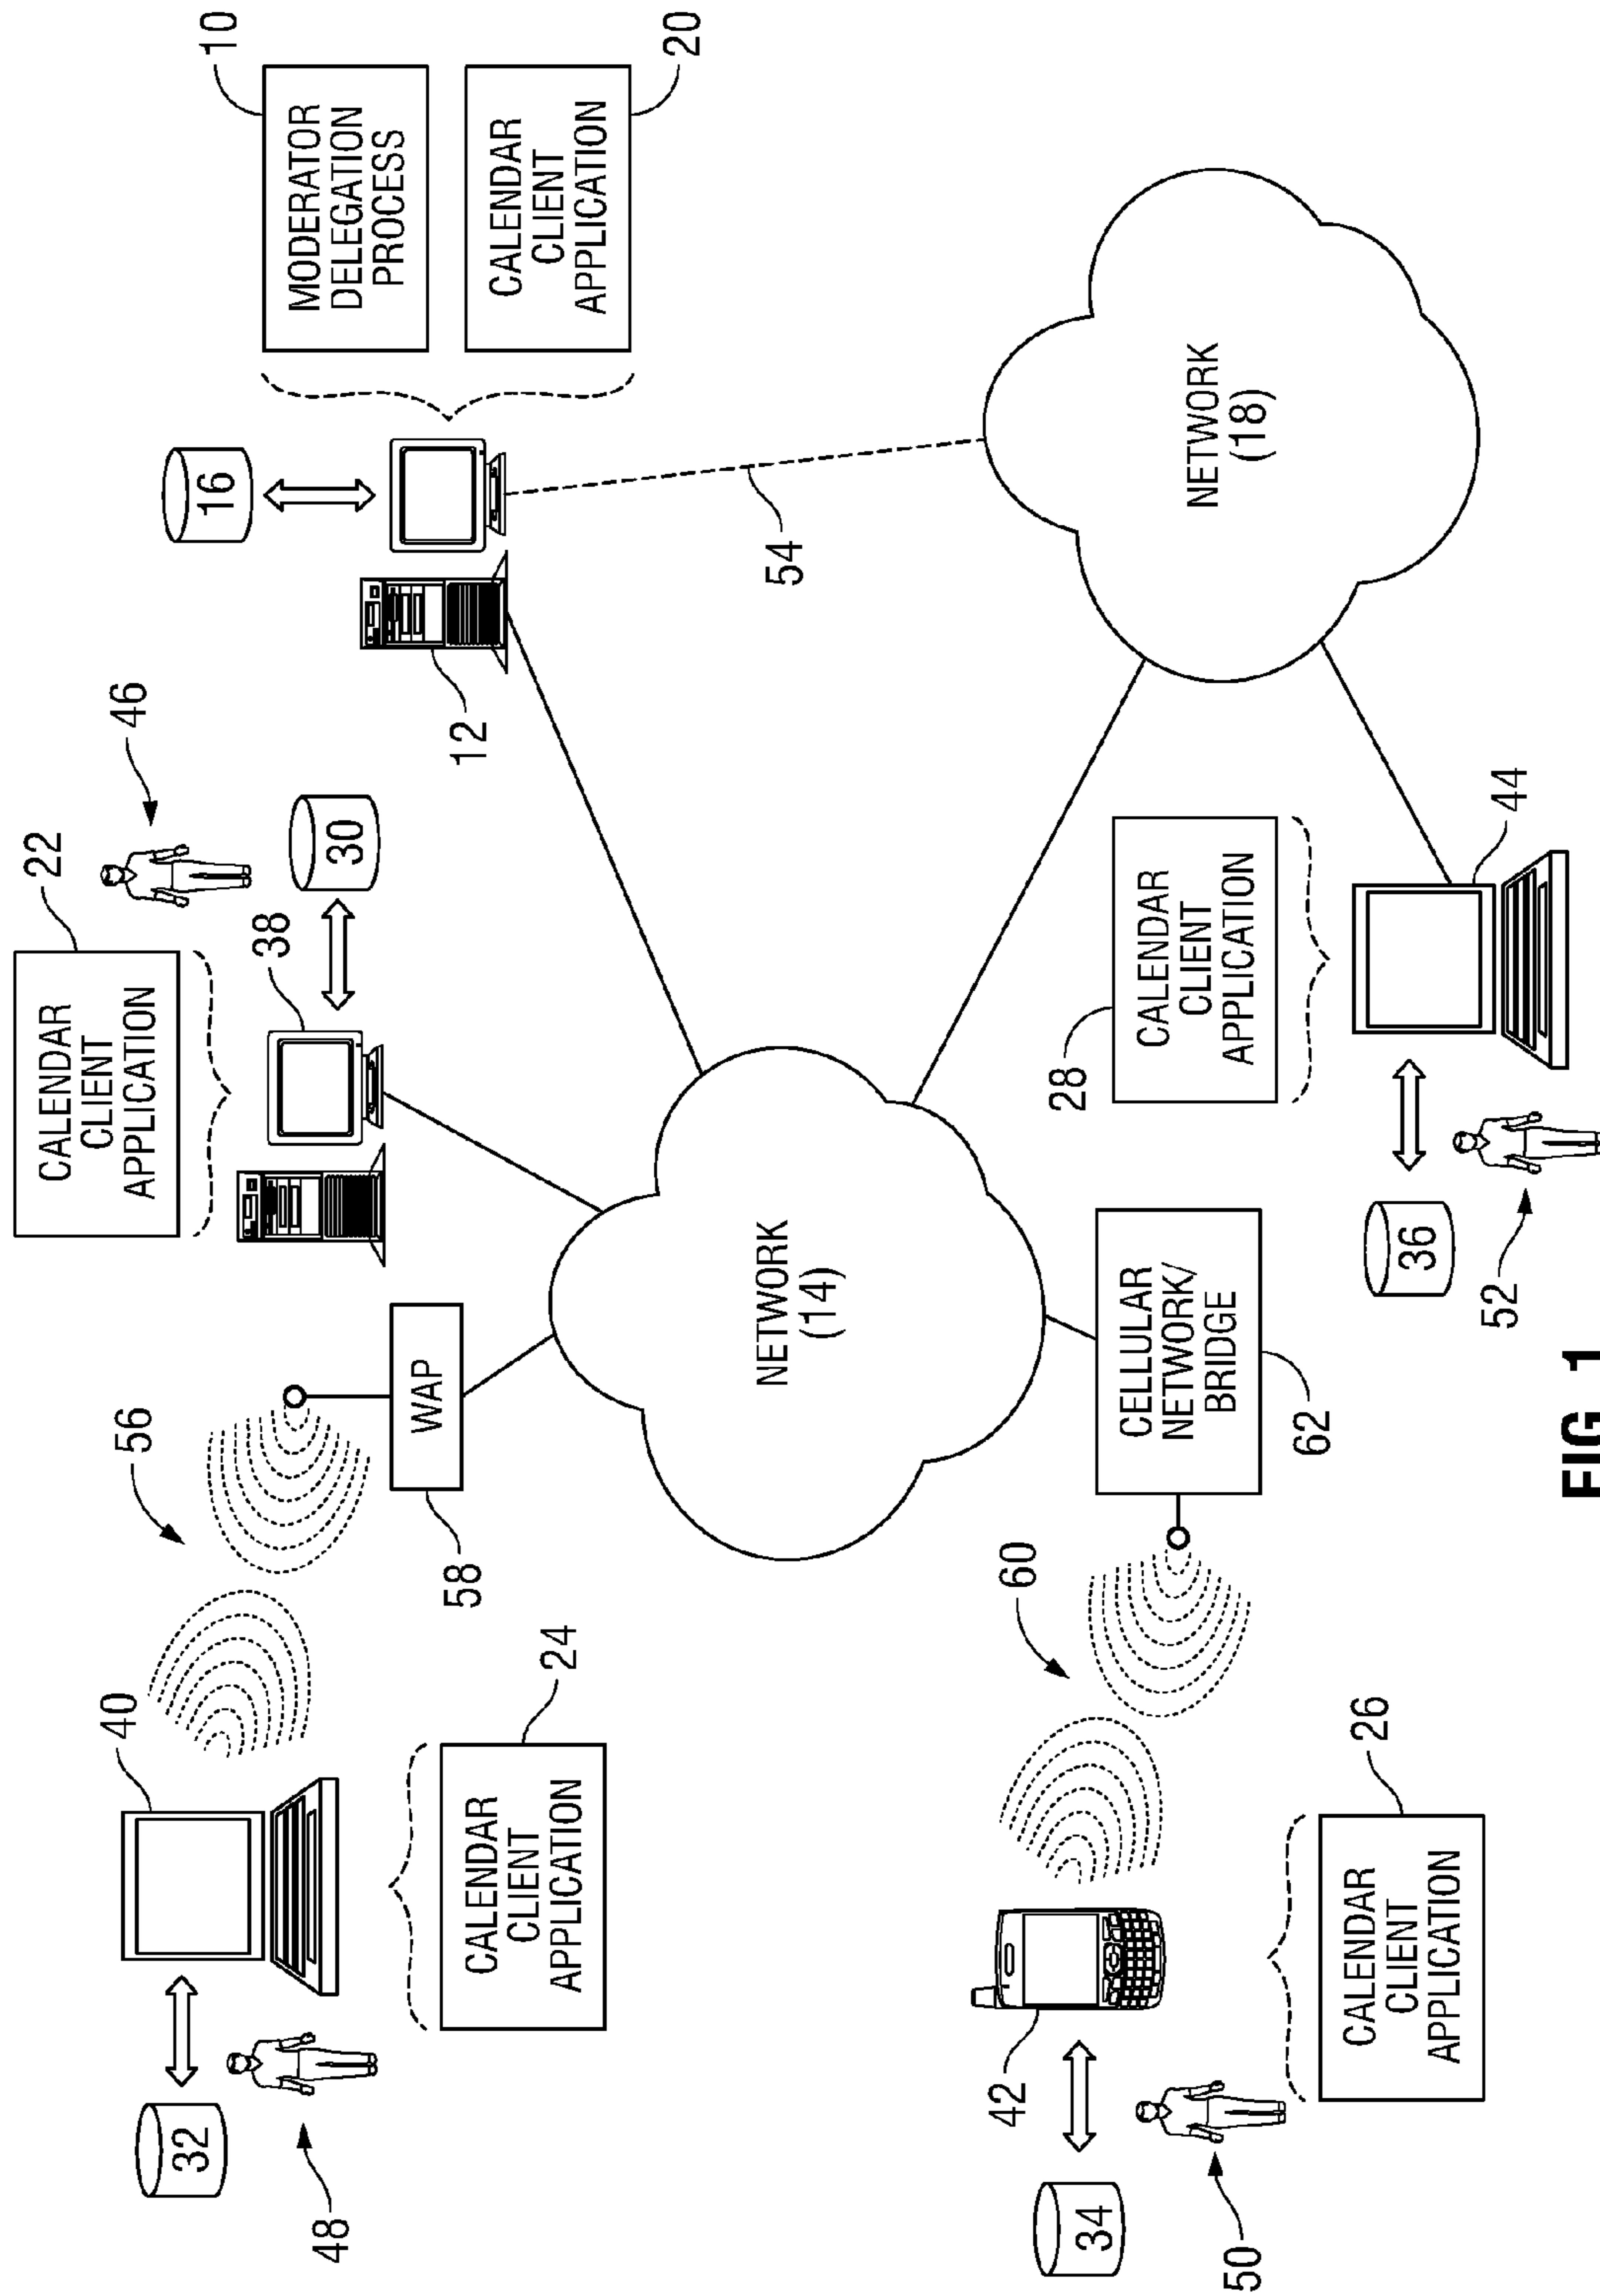 22
CALENDAR
CLIENT
APPLICATION
46
10
MODERATOR
DELEGATION
PROCESS
40
56
32
48
38
30
16
12
20
CALENDAR
CLIENT
APPLICATION
WAP
58
24
CALENDAR
CLIENT
APPLICATION
54
NETWORK
(14)
NETWORK
(18)
42
60
34
50
CELLULAR
NETWORK/
BRIDGE
62
28
CALENDAR
CLIENT
APPLICATION
26
CALENDAR
CLIENT
APPLICATION
36
52
44
FIG. 1